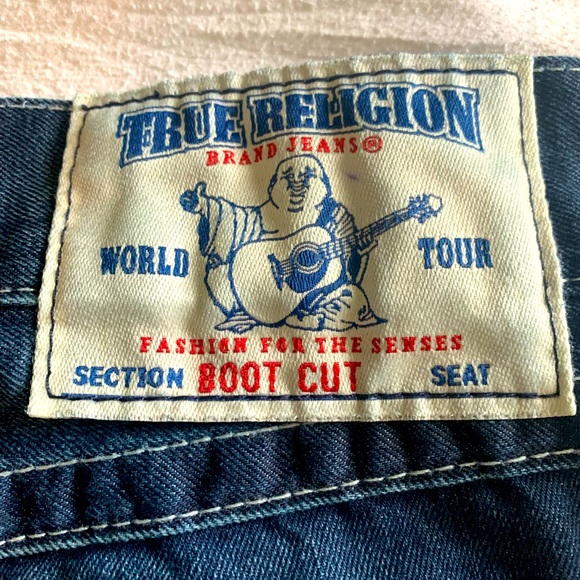 TRUE RELIGION
BRAND JEANS®
WORLD TOUR
FASHION FOR THE SENSES
SECTION BOOT CUT SEAT